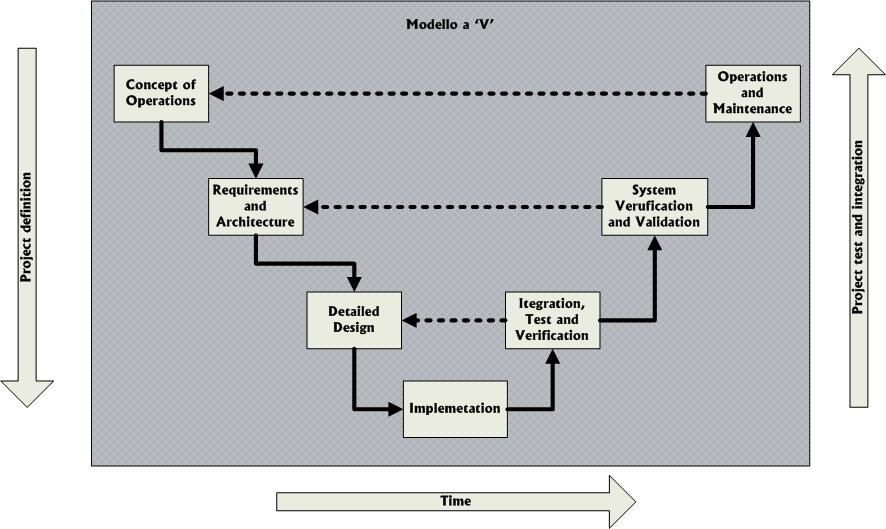 Modello a ‘V’
Concept of
Operations
Operations
and
Maintenance
Requirements
and
Architecture
System
Verufication
and Validation
Detailed
Design
Itegration,
Test and
Verification
Implemetation
Project definition
Project test and integration
Time